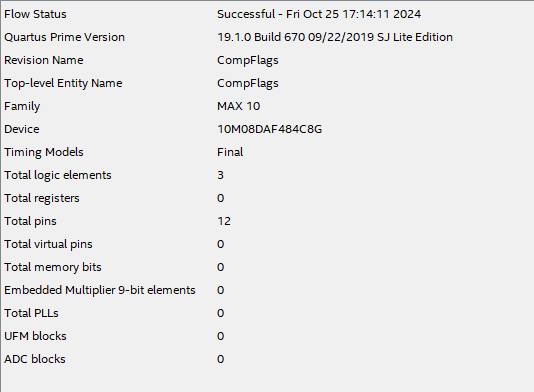 Flow Status Successful - Fri Oct 25 17:14:11 2024
Quartus Prime Version 19.1.0 Build 670 09/22/2019 SJ Lite Edition
Revision Name CompFlags
Top-level Entity Name CompFlags
Family MAX 10
Device 10M08DAF484C8G
Timing Models Final
Total logic elements 3
Total registers 0
Total pins 12
Total virtual pins 0
Total memory bits 0
Embedded Multiplier 9-bit elements 0
Total PLLs 0
UFM blocks 0
ADC blocks 0